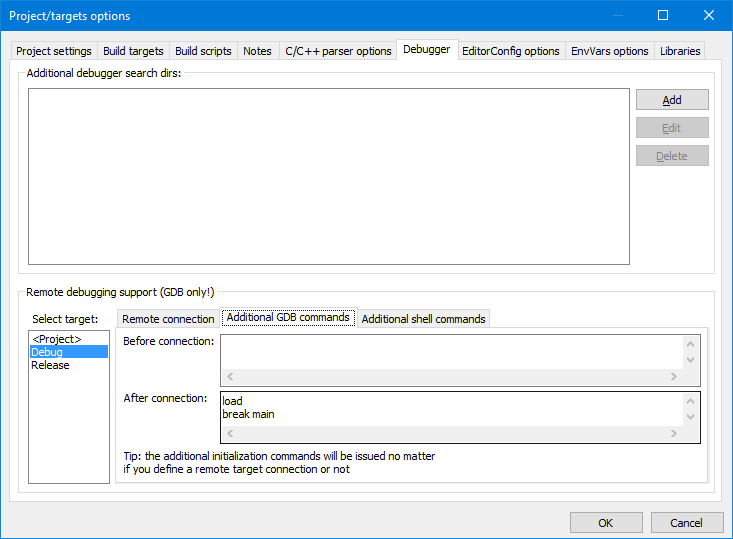 Project/targets options
Project settings Build targets Build scripts Notes C/C++ parser options Debugger EditorConfig options EnvVars options Libraries
Additional debugger search dirs:
Add
Edit
Delete
Remote debugging support (GDB only!)
Select target:
<Project>
Debug
Release
Remote connection Additional GDB commands Additional shell commands
Before connection:
After connection:
load
break main
Tip: the additional initialization commands will be issued no matter
if you define a remote target connection or not
OK Cancel